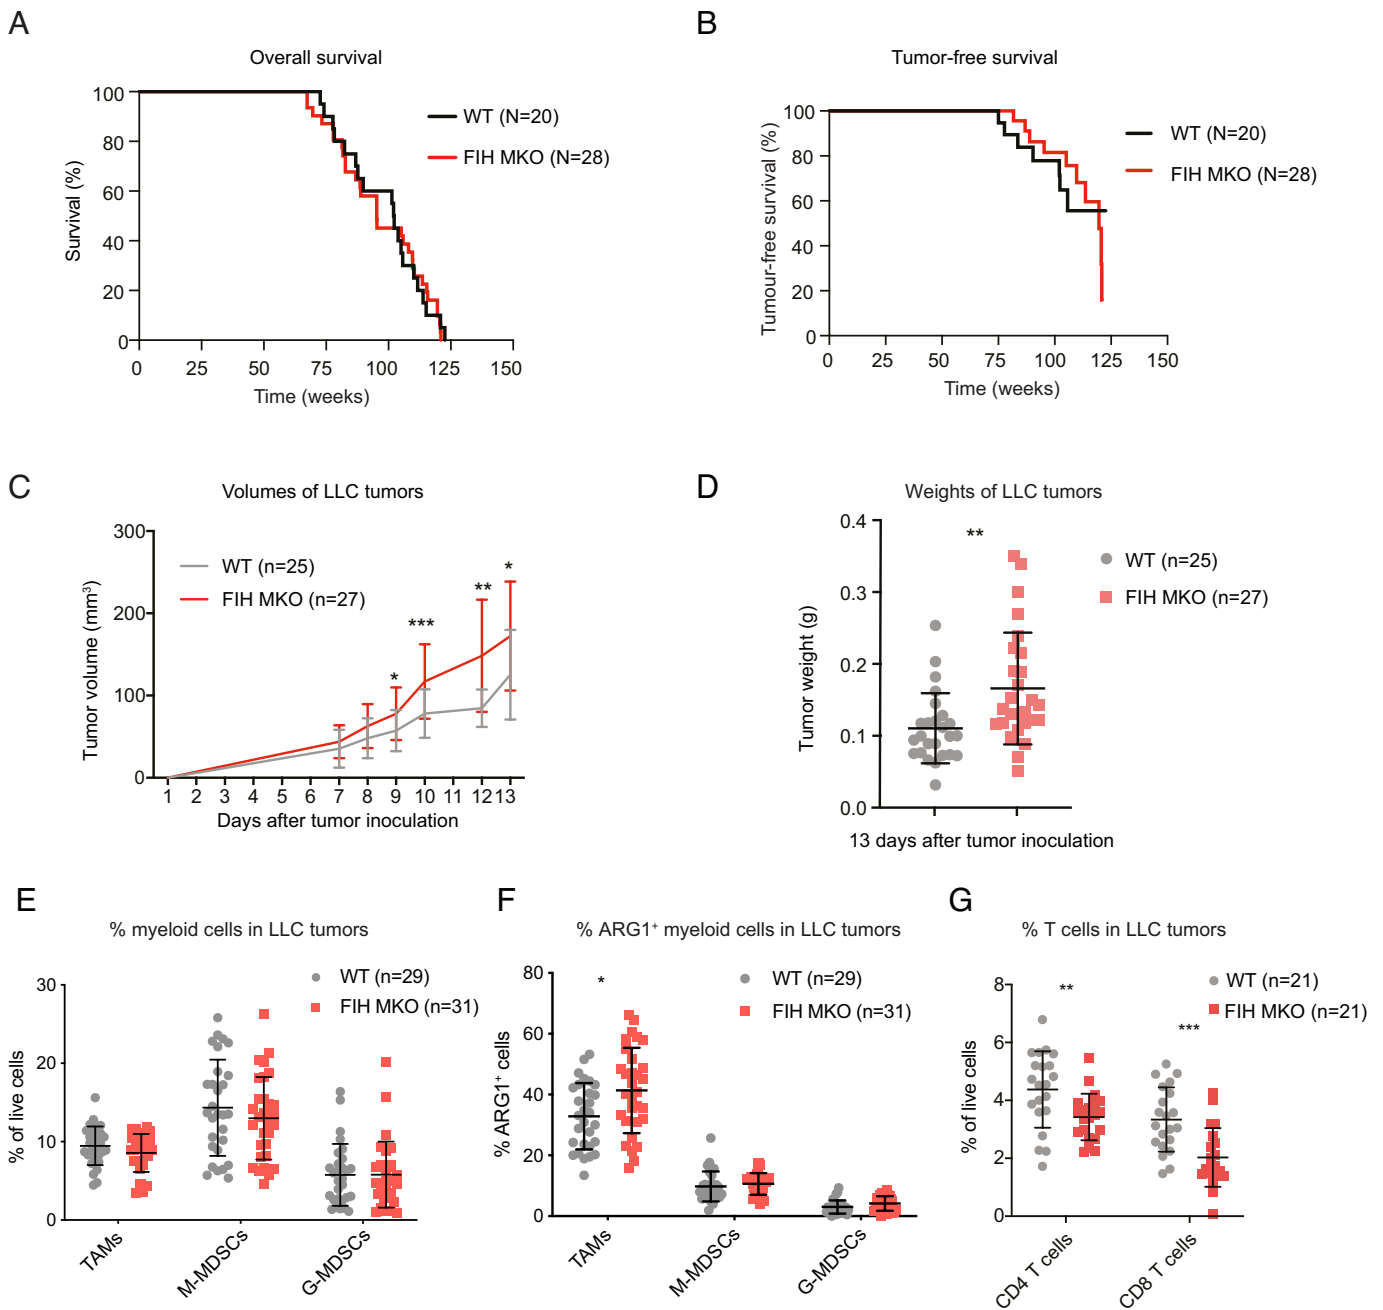 A
Overall survival
100
80
60
40
20
0
Survival (%)
0 25 50 75 100 125 150
Time (weeks)
WT (N=20)
FIH MKO (N=28)
B
Tumor-free survival
100
80
60
40
20
0
Tumour-free survival (%)
0 25 50 75 100 125 150
Time (weeks)
WT (N=20)
FIH MKO (N=28)
C
Volumes of LLC tumors
300
200
100
0
Tumor volume (mm³)
WT (n=25)
FIH MKO (n=27)
*
***
**
*
1 2 3 4 5 6 7 8 9 10 11 12 13
Days after tumor inoculation
D
Weights of LLC tumors
0.4
0.3
0.2
0.1
0.0
Tumor weight (g)
**
WT (n=25)
FIH MKO (n=27)
13 days after tumor inoculation
E
% myeloid cells in LLC tumors
WT (n=29)
FIH MKO (n=31)
30
20
10
0
% of live cells
TAMs
M-MDSCs
G-MDSCs
F
% ARG1⁺ myeloid cells in LLC tumors
WT (n=29)
FIH MKO (n=31)
80
60
40
20
0
% ARG1⁺ cells
*
TAMs
M-MDSCs
G-MDSCs
G
% T cells in LLC tumors
WT (n=21)
FIH MKO (n=21)
8
6
4
2
0
% of live cells
**
***
CD4 T cells
CD8 T cells